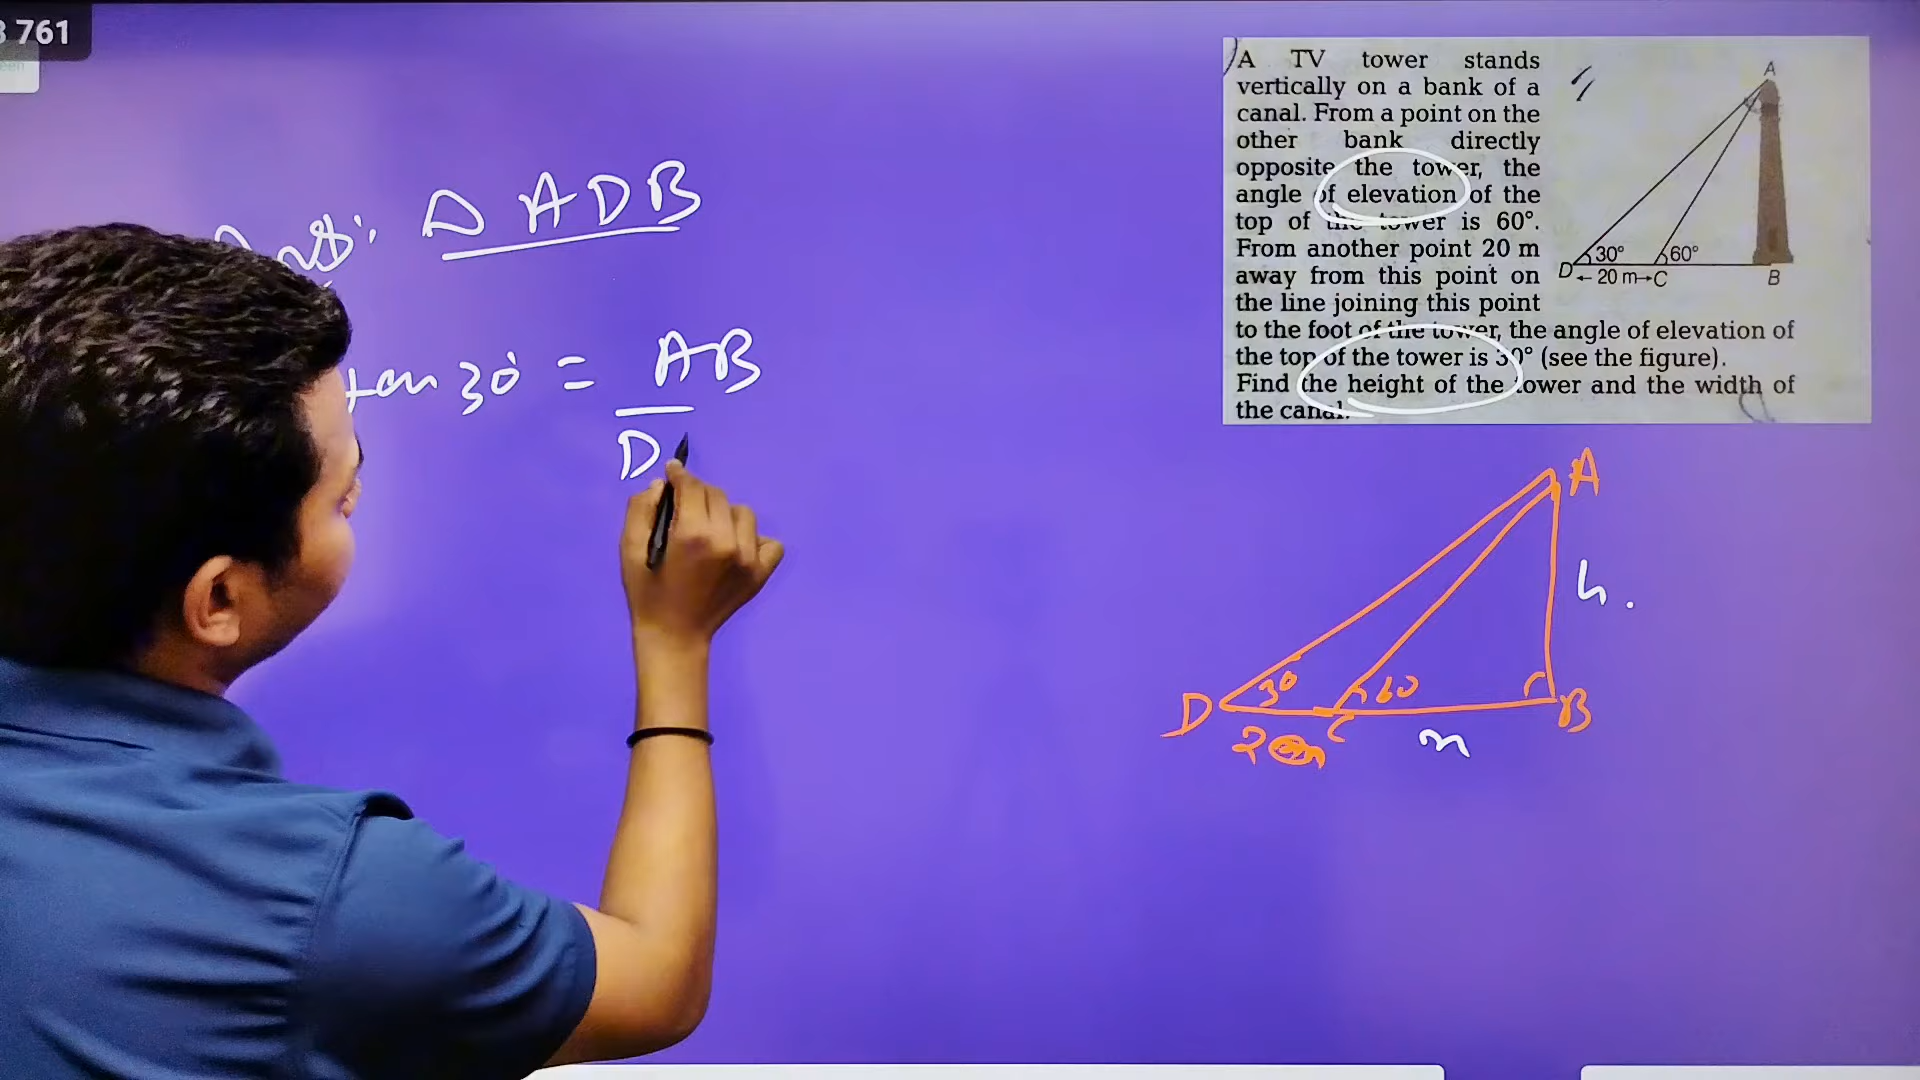 761
Δ ADB
tan 30° = AB
D
A TV tower stands
vertically on a bank of a
canal. From a point on the
other bank directly
opposite the tower, the
angle of elevation of the
top of the tower is 60°.
From another point 20 m
away from this point on
the line joining this point
to the foot of the tower, the angle of elevation of
the top of the tower is 30° (see the figure).
Find the height of the tower and the width of
the canal.
A
30° 60°
D ←20 m→ C B
A
h.
30 60
D C B
x